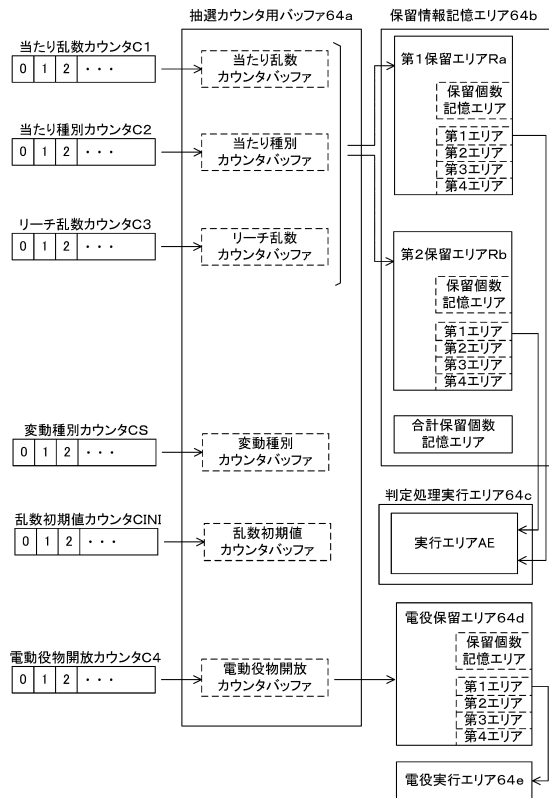 抽選カウンタ用バッファ64a
当たり乱数カウンタC1
0 1 2 ・・・
当たり乱数
カウンタバッファ
当たり種別カウンタC2
0 1 2 ・・・
当たり種別
カウンタバッファ
リーチ乱数カウンタC3
0 1 2 ・・・
リーチ乱数
カウンタバッファ
変動種別カウンタCS
0 1 2 ・・・
変動種別
カウンタバッファ
乱数初期値カウンタCINI
0 1 2 ・・・
乱数初期値
カウンタバッファ
電動役物開放カウンタC4
0 1 2 ・・・
電動役物開放
カウンタバッファ
保留情報記憶エリア64b
第1保留エリアRa
保留個数
記憶エリア
第1エリア
第2エリア
第3エリア
第4エリア
第2保留エリアRb
保留個数
記憶エリア
第1エリア
第2エリア
第3エリア
第4エリア
合計保留個数
記憶エリア
判定処理実行エリア64c
実行エリアAE
電役保留エリア64d
保留個数
記憶エリア
第1エリア
第2エリア
第3エリア
第4エリア
電役実行エリア64e